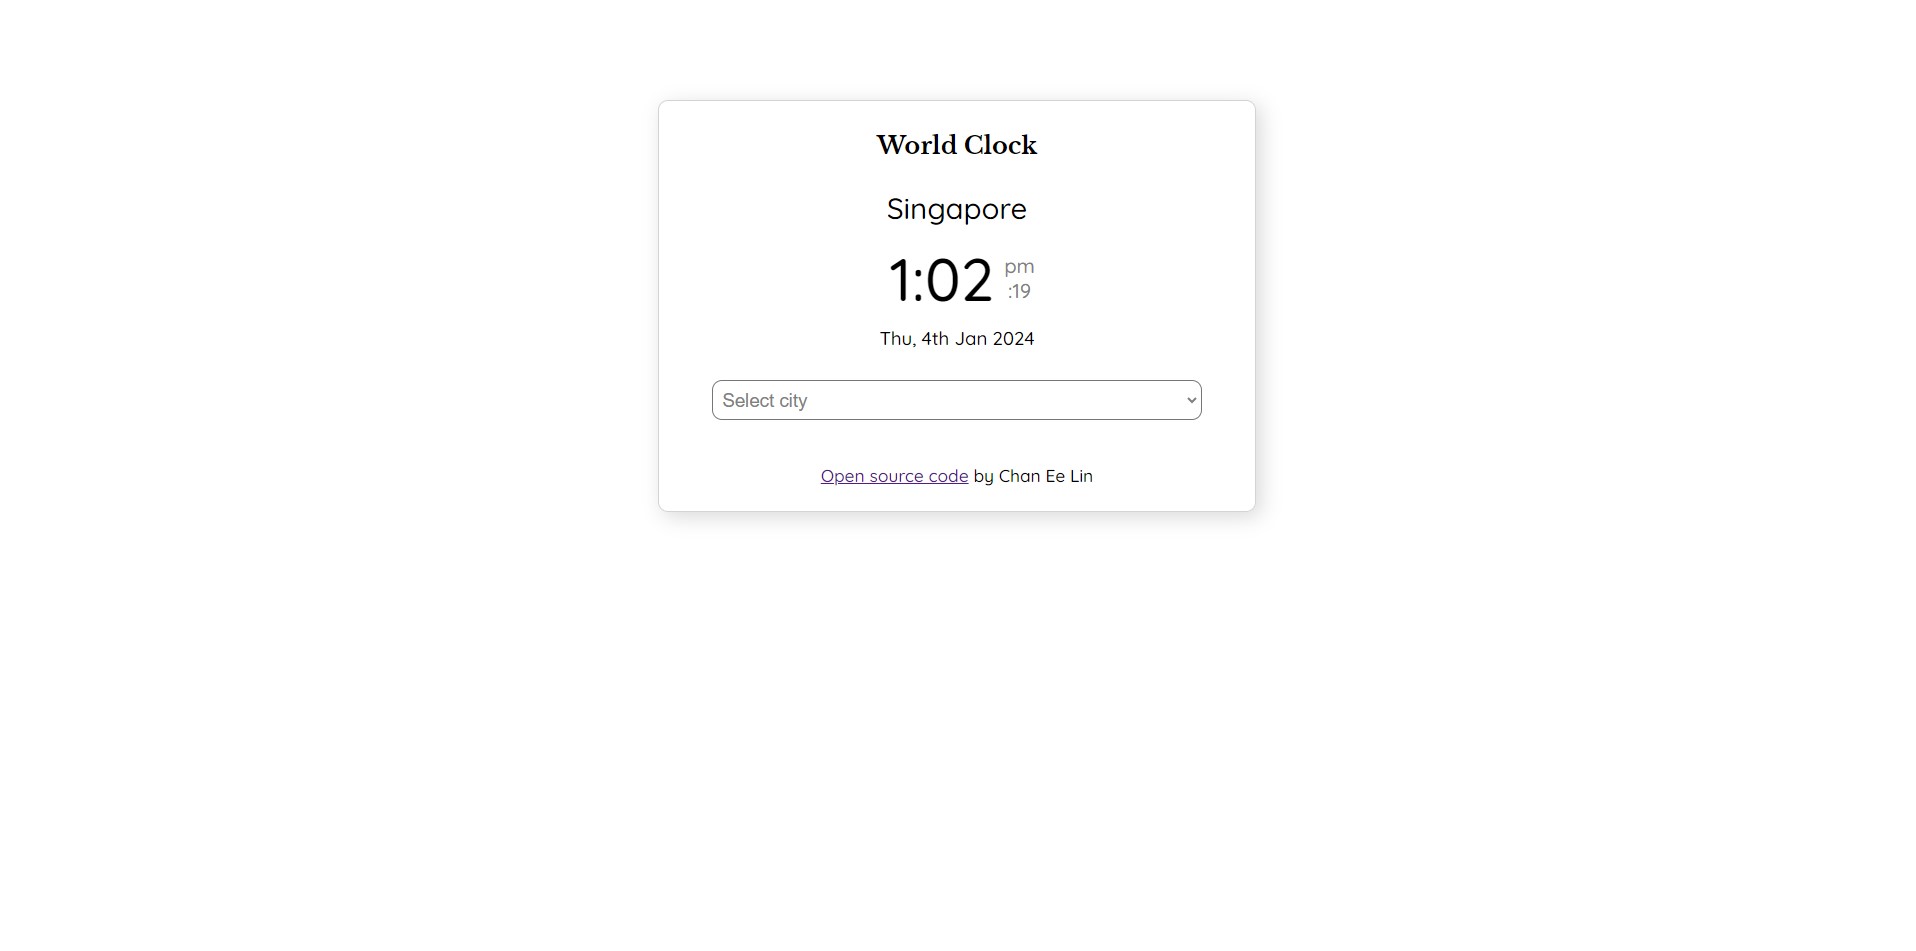 World Clock
Singapore
1:02 pm
:19
Thu, 4th Jan 2024
Select city
Open source code by Chan Ee Lin